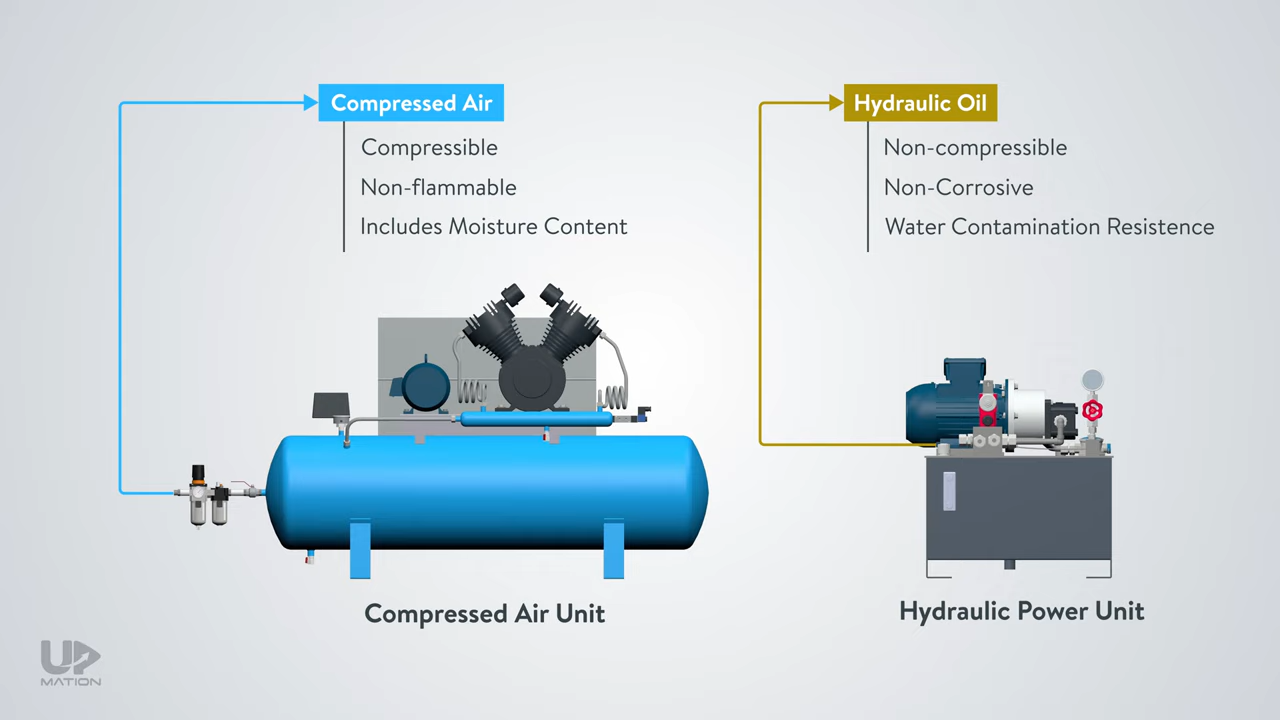 Compressed Air
Compressible
Non-flammable
Includes Moisture Content
Hydraulic Oil
Non-compressible
Non-Corrosive
Water Contamination Resistence
Compressed Air Unit
Hydraulic Power Unit
UP
MATION